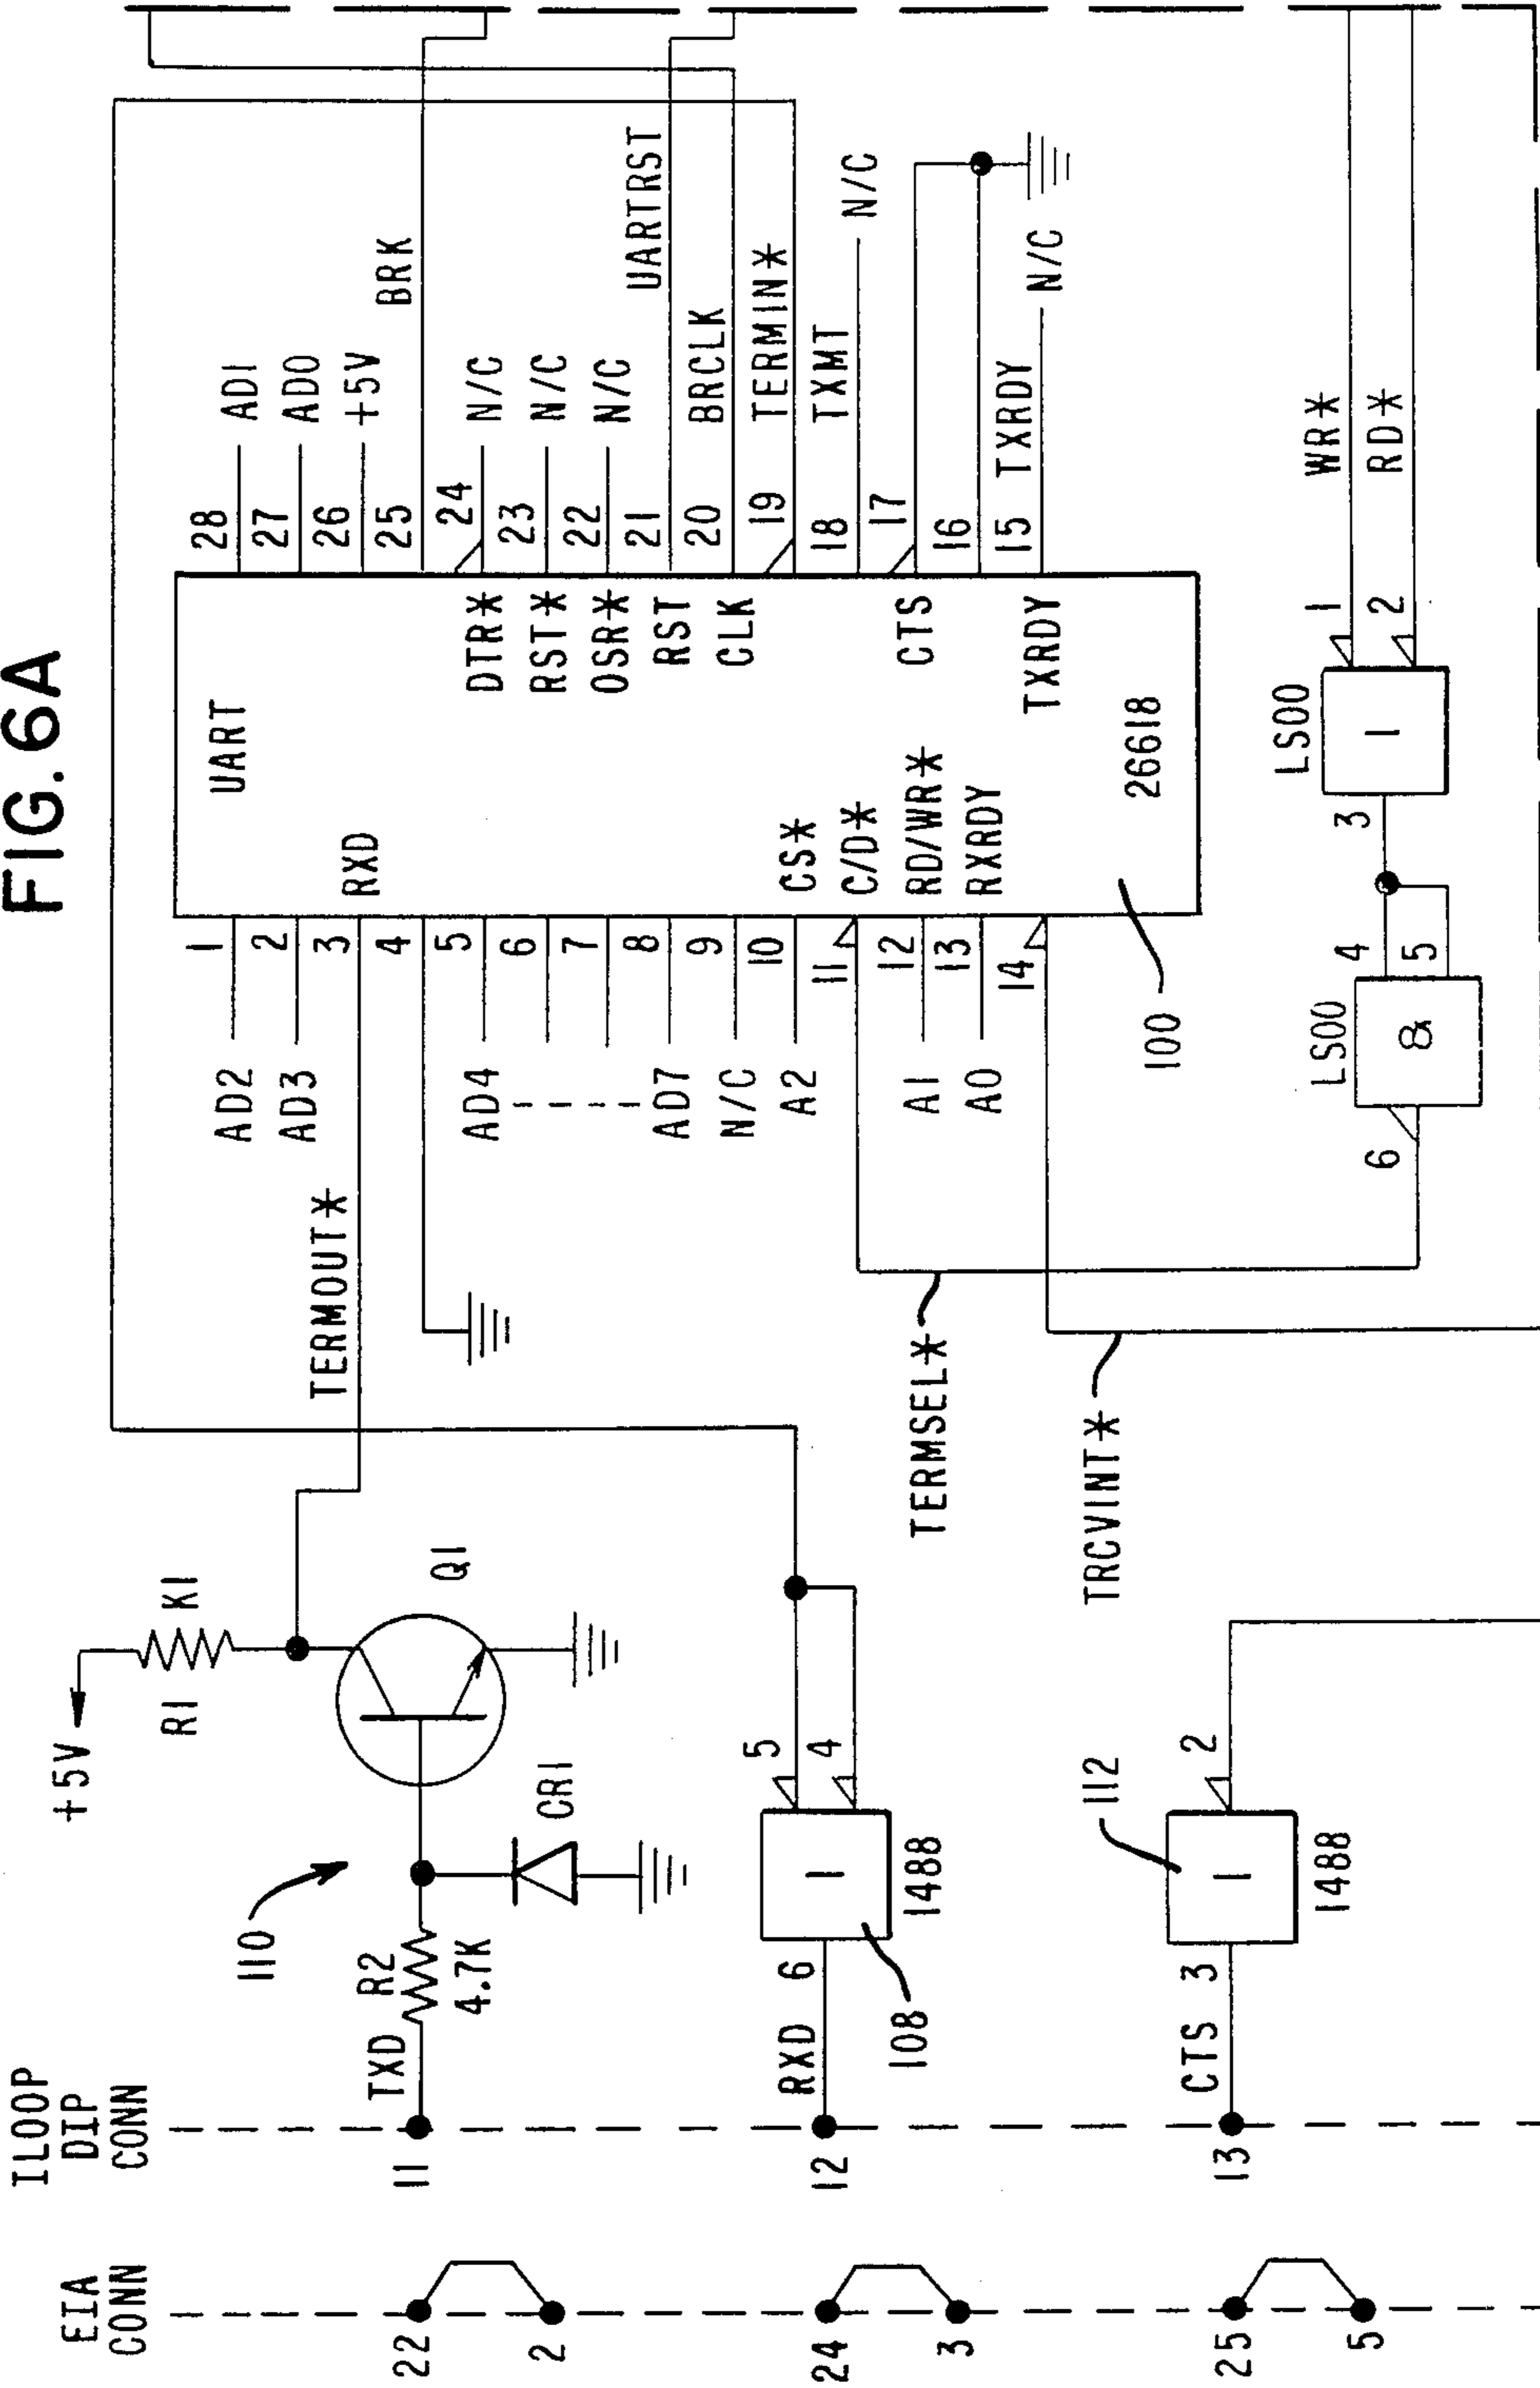 FIG. 6A
ILOOP
DIP
CONN
EIA
CONN
+5V
R1
K1
Q1
110
TXD
R2
4.7K
CR1
11
22
2
TERMOUT*
AD2
AD3
AD4
AD7
N/C
A2
A1
A0
1
2
3
4
5
6
7
8
9
10
11
12
13
14
UART
RXD
CS*
C/D*
RD/WR*
RXRDY
DTR*
RST*
OSR*
RST
CLK
CTS
TXRDY
26618
100
28
27
26
25
24
23
22
21
20
19
18
17
16
15
AD1
AD0
+5V
BRK
N/C
N/C
N/C
UARTRST
BRCLK
TERMIN*
TXMT
N/C
TXRDY
N/C
RXD
6
1
5
4
1488
108
12
24
3
TERMSEL*
TRCVINT*
CTS
3
1
2
112
1488
13
25
5
LS00
&
4
5
6
LS00
1
3
1
2
WR*
RD*